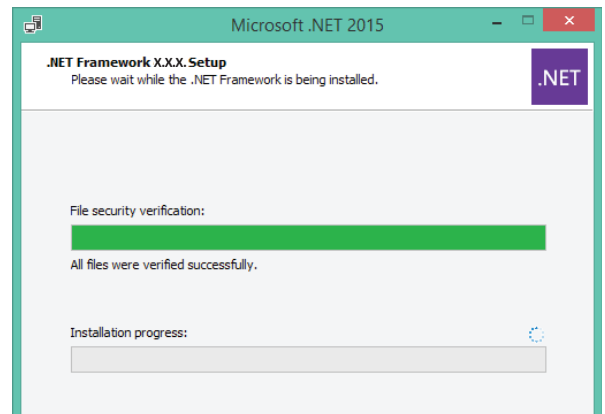 Microsoft .NET 2015
.NET Framework X.X.X. Setup
Please wait while the .NET Framework is being installed.
.NET
File security verification:
All files were verified successfully.
Installation progress: